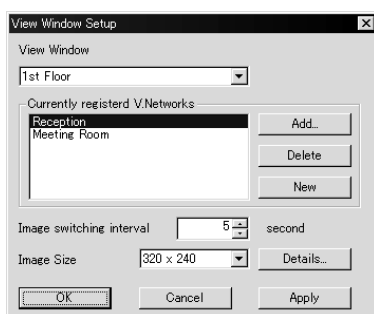 View Window Setup
View Window
1st Floor
Currently registerd V.Networks
Reception
Meeting Room
Add...
Delete
New
Image switching interval 5 second
Image Size 320 x 240 Details...
OK Cancel Apply